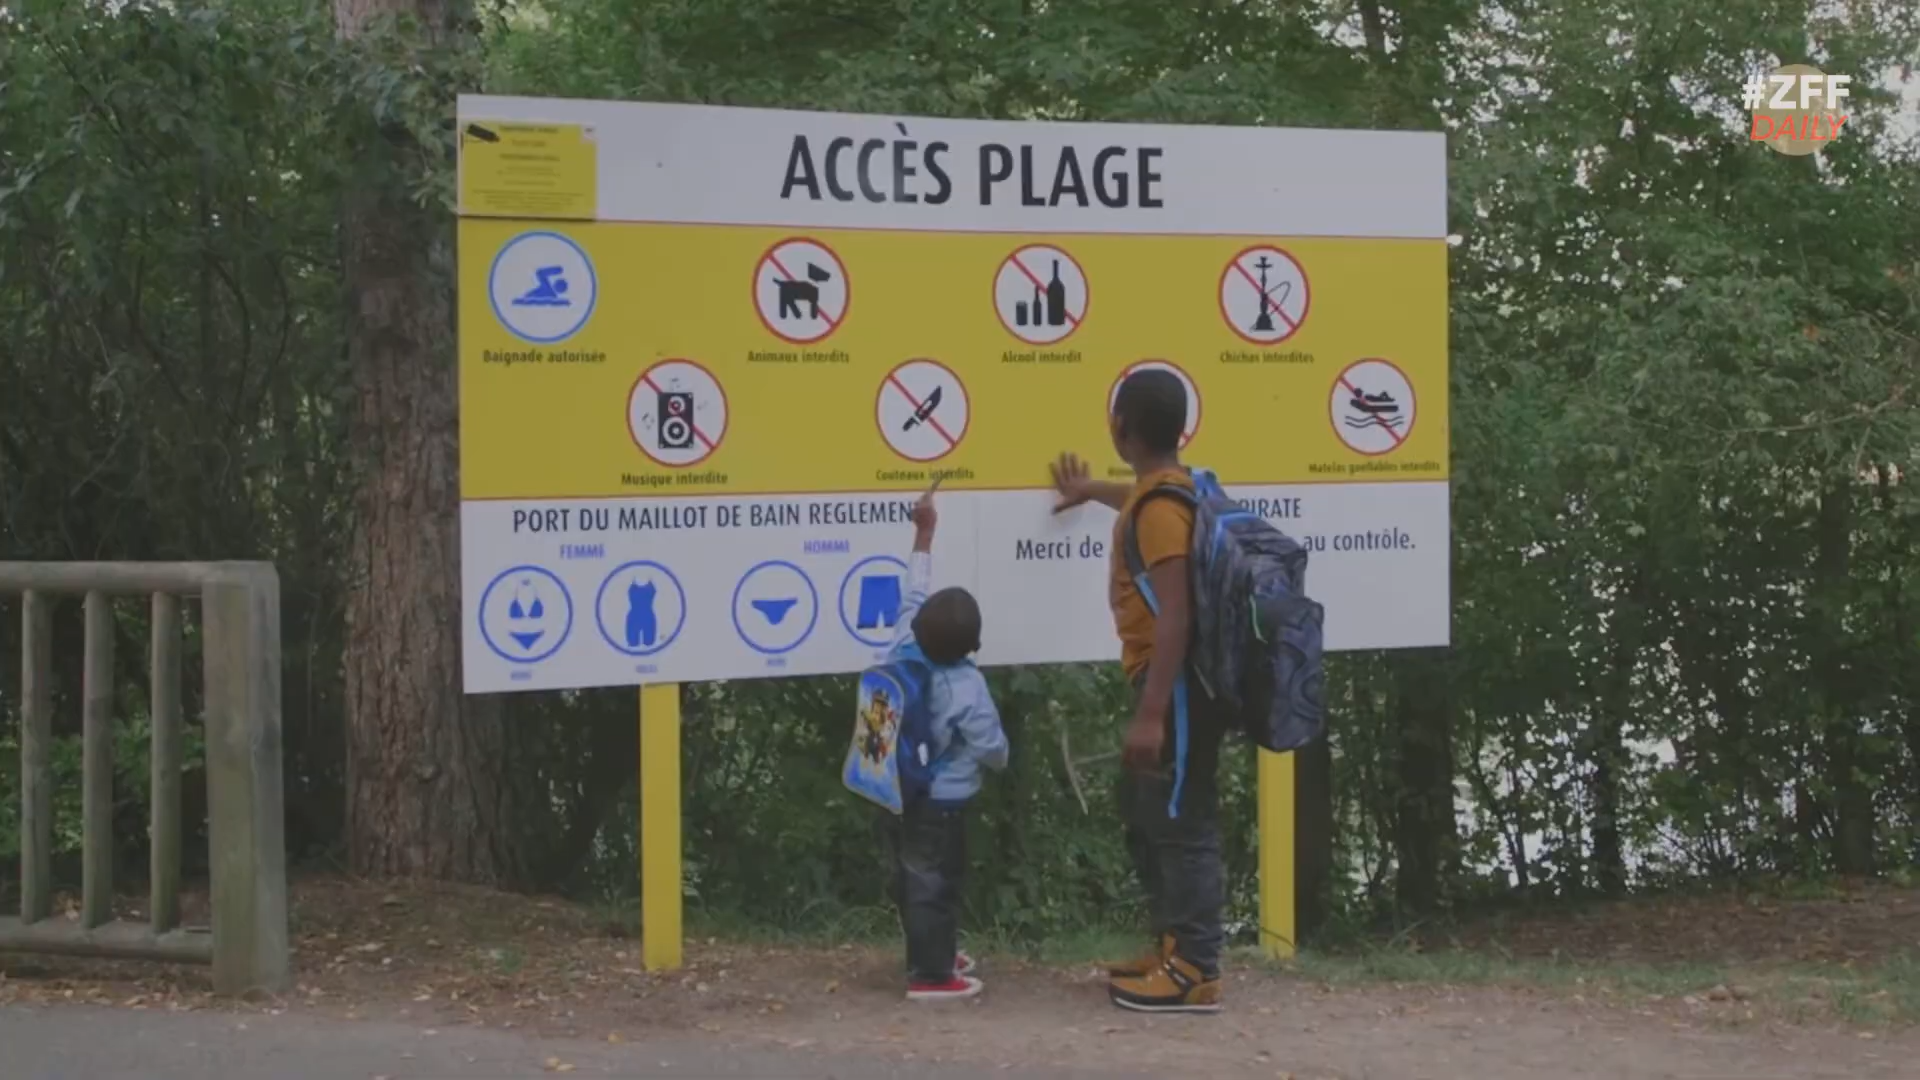 #ZFF
DAILY
ACCÈS PLAGE
Baignade autorisée
Animaux interdits
Alcool interdit
Chichas interdites
Musique interdite
Couteaux interdits
Matelas gonflables interdits
PORT DU MAILLOT DE BAIN REGLEMEN
PIRATE
FEMME
HOMME
Merci de
au contrôle.